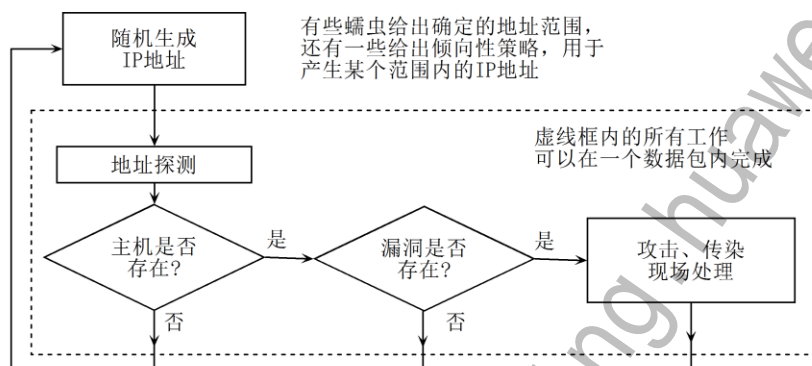 随机生成
IP地址
有些蠕虫给出确定的地址范围，
还有一些给出倾向性策略，用于
产生某个范围内的IP地址
虚线框内的所有工作
可以在一个数据包内完成
地址探测
主机是否
存在?
是
漏洞是否
存在?
是
攻击、传染
现场处理
否
否
ng huawe